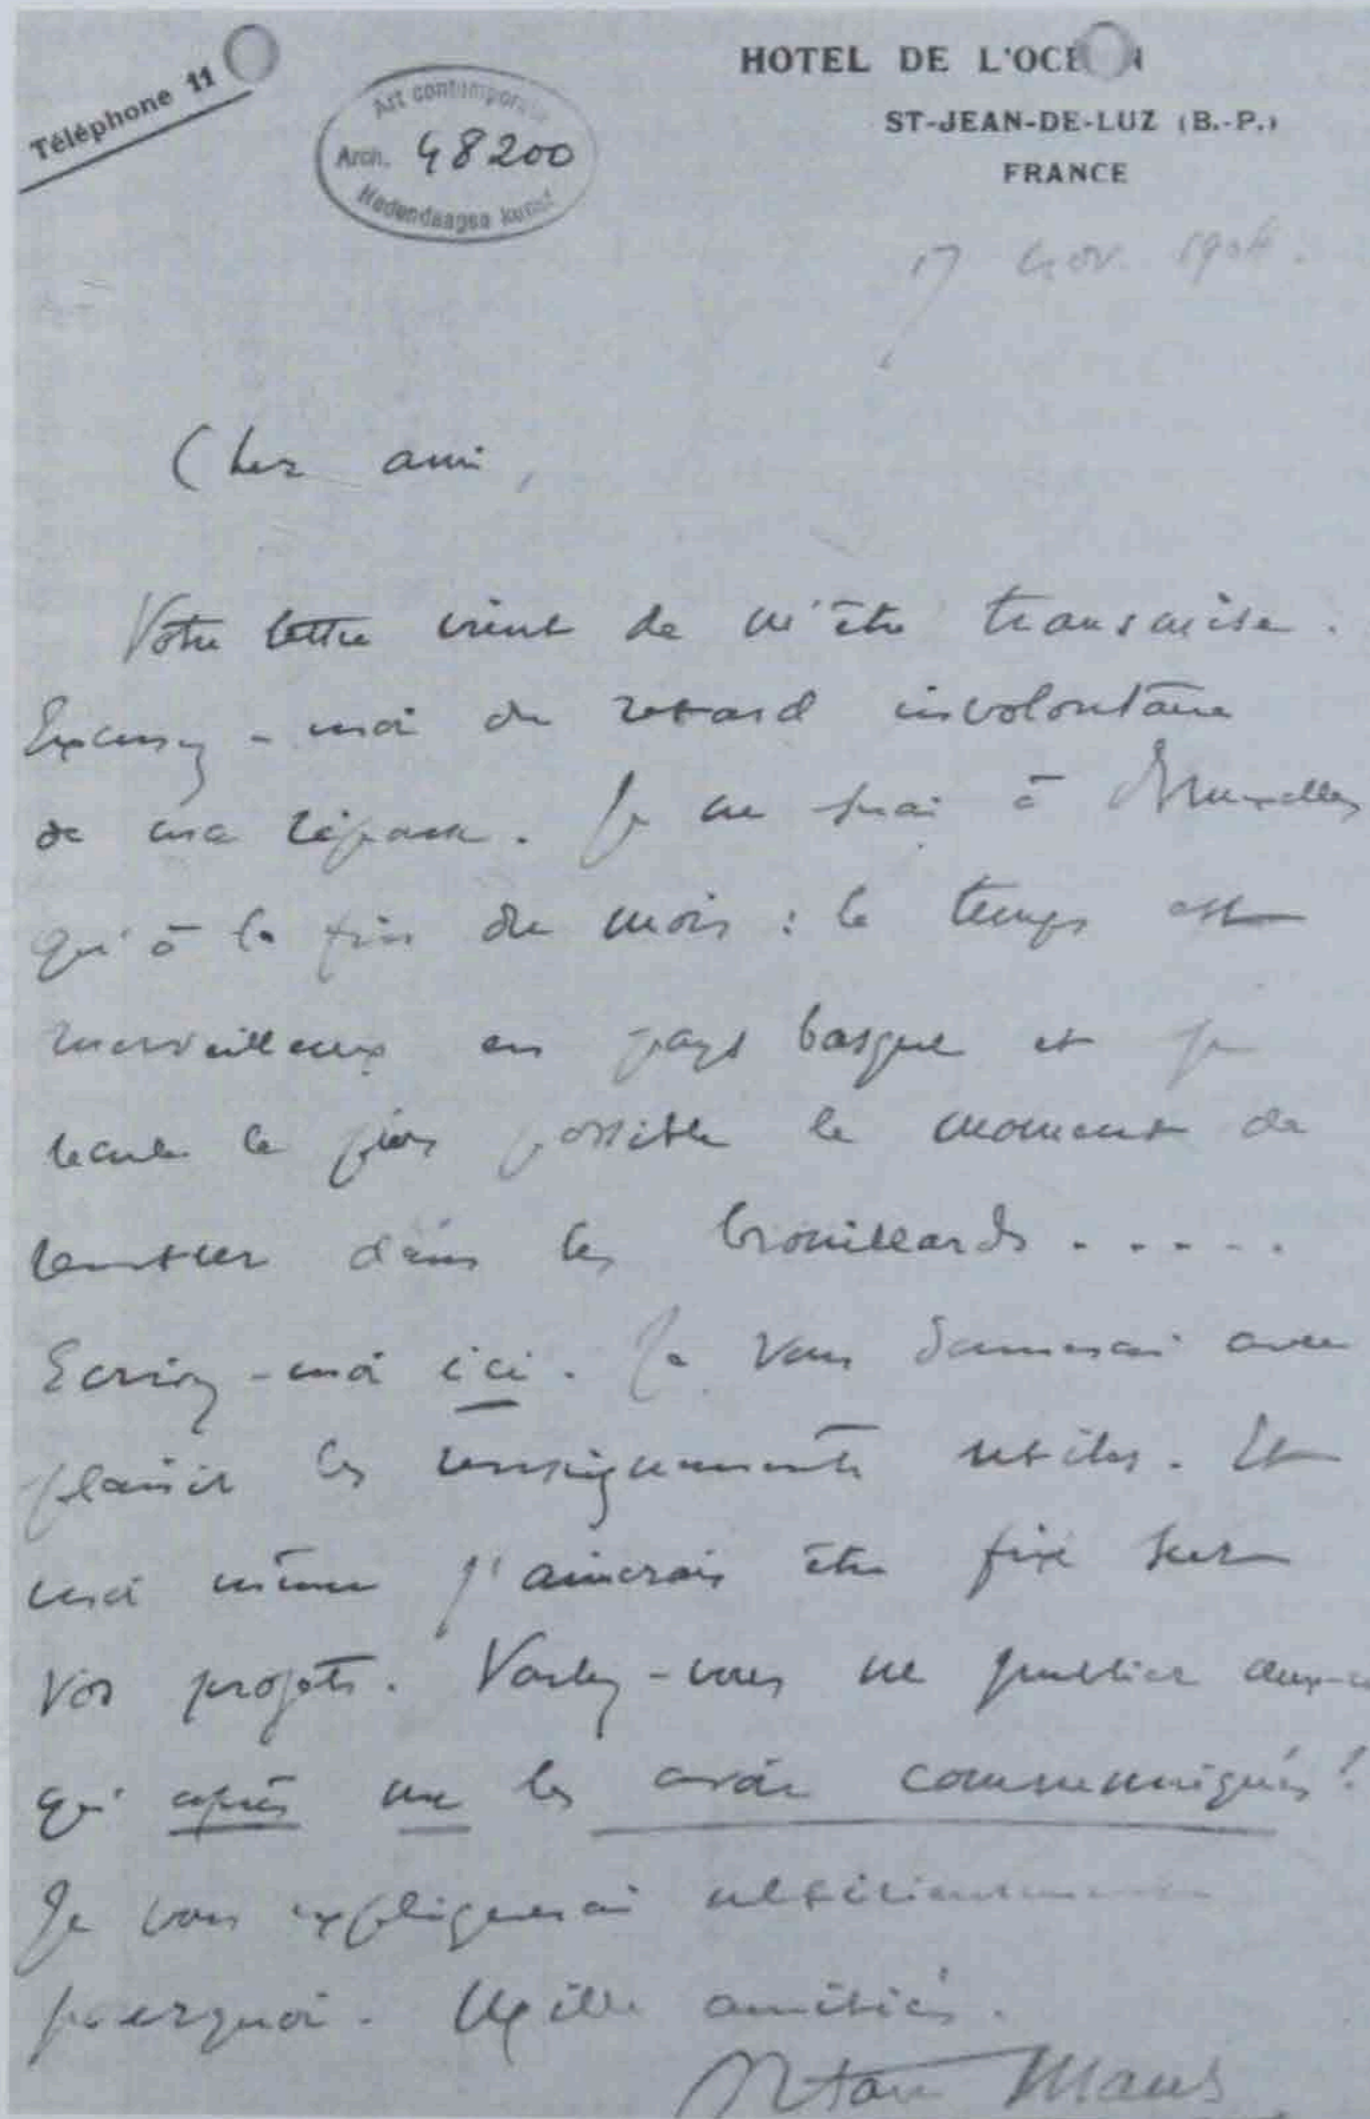 Téléphone 11
HOTEL DE L'OCEAN
ST-JEAN-DE-LUZ (B.-P.)
FRANCE
Art contemporain
Arch. 48200
Hedendaagse kunst
17 nov. 190
Cher ami,
Votre lettre vient de m'être transmise.
Excusez-moi du retard involontaire
de ma réponse. Je ne serai à Bruxelles
qu'à la fin du mois : le temps est
merveilleux en pays basque et je
recule le plus possible le moment de
rentrer dans les brouillards . . . . .
Ecrivez-moi ici. Je vous donnerai avec
plaisir les renseignements utiles. Et
moi même j'aimerais être fixé sur
vos projets. Voulez-vous ne publier
qu'après me les avoir communiqués ?
Je vous expliquerai ultérieurement
pourquoi. Mille amitiés.
Octave Maus